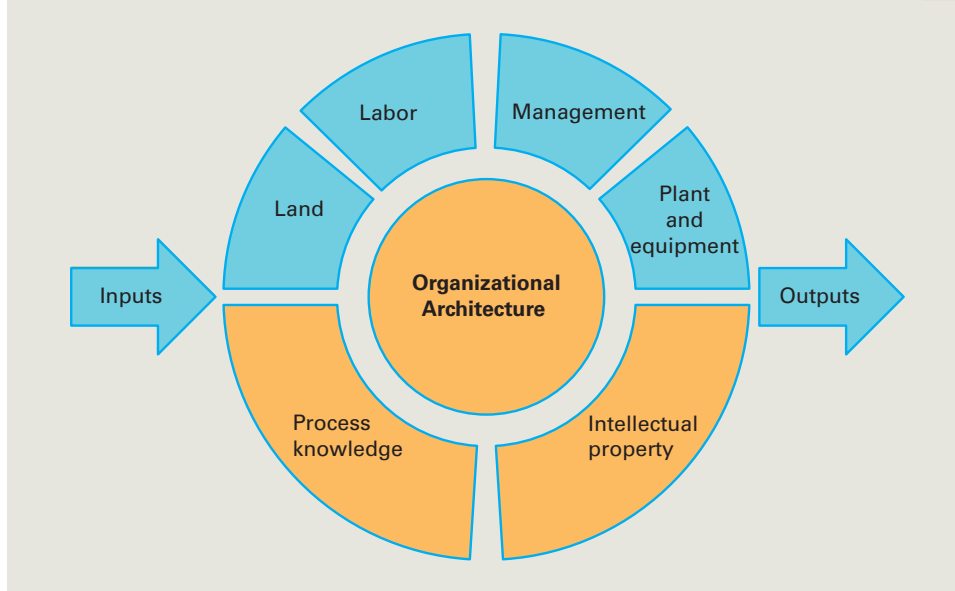 Labor
Management
Land
Plant
and
equipment
Inputs
Organizational
Architecture
Outputs
Process
knowledge
Intellectual
property